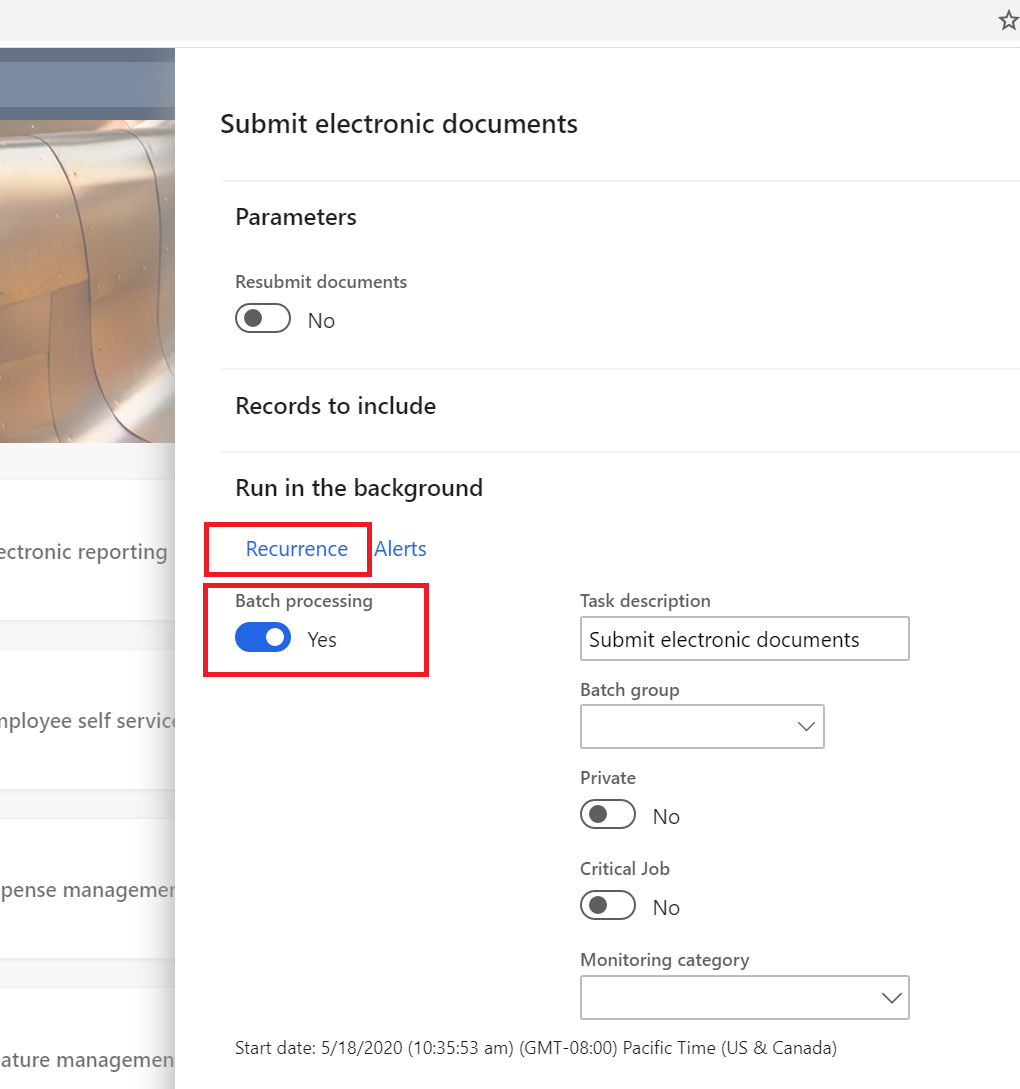 Submit electronic documents
Parameters
Resubmit documents
No
Records to include
Run in the background
Recurrence Alerts
Batch processing
Yes
Task description
Submit electronic documents
Batch group
Private
No
Critical Job
No
Monitoring category
Start date: 5/18/2020 (10:35:53 am) (GMT-08:00) Pacific Time (US & Canada)
ectronic reporting
mployee self service
pense managemen
ature management